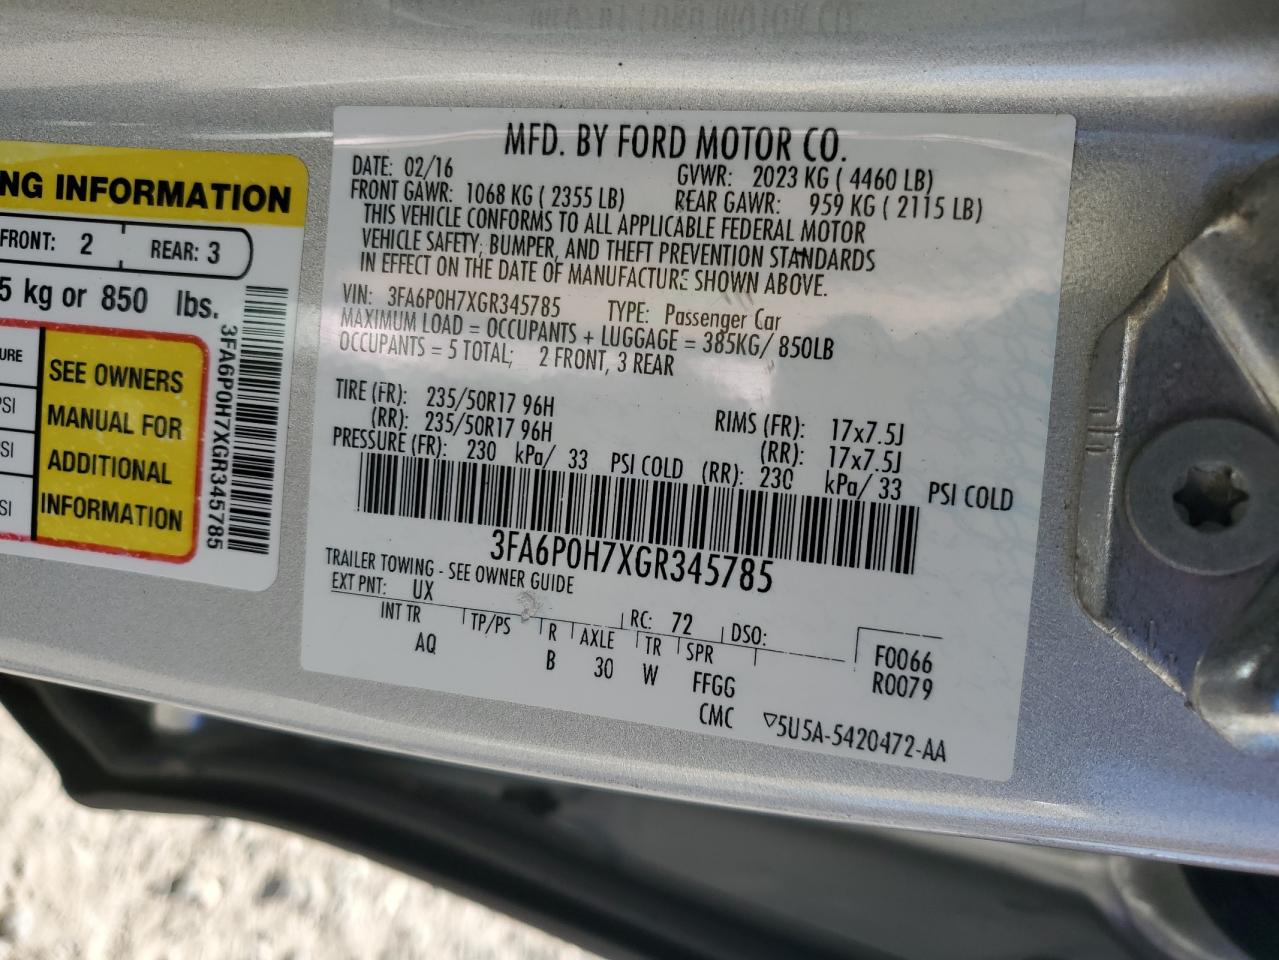 MFD. BY FORD MOTOR CO.
DATE: 02/16 GVWR: 2023 KG ( 4460 LB)
FRONT GAWR: 1068 KG ( 2355 LB) REAR GAWR: 959 KG ( 2115 LB)
THIS VEHICLE CONFORMS TO ALL APPLICABLE FEDERAL MOTOR
VEHICLE SAFETY, BUMPER, AND THEFT PREVENTION STANDARDS
IN EFFECT ON THE DATE OF MANUFACTURE SHOWN ABOVE.
VIN: 3FA6P0H7XGR345785 TYPE: Passenger Car
MAXIMUM LOAD = OCCUPANTS + LUGGAGE = 385KG/ 850LB
OCCUPANTS = 5 TOTAL; 2 FRONT, 3 REAR
TIRE (FR): 235/50R17 96H RIMS (FR): 17x7.5J
(RR): 235/50R17 96H (RR): 17x7.5J
PRESSURE (FR): 230 kPa/ 33 PSI COLD (RR): 230 kPa/ 33 PSI COLD
3FA6P0H7XGR345785
TRAILER TOWING - SEE OWNER GUIDE
EXT PNT: UX RC: 72 DSO:
INT TR TP/PS R AXLE TR SPR F0066
AQ B 30 W FFGG R0079
CMC ▽5U5A-5420472-AA
NG INFORMATION
FRONT: 2 REAR: 3
5 kg or 850 lbs.
SEE OWNERS
MANUAL FOR
ADDITIONAL
INFORMATION
3FA6P0H7XGR345785
URE
PSI
SI
SI